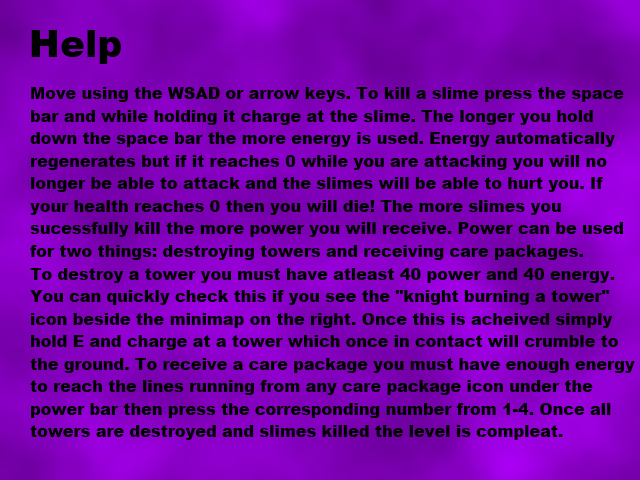 Help
Move using the WSAD or arrow keys. To kill a slime press the space
bar and while holding it charge at the slime. The longer you hold
down the space bar the more energy is used. Energy automatically
regenerates but if it reaches 0 while you are attacking you will no
longer be able to attack and the slimes will be able to hurt you. If
your health reaches 0 then you will die! The more slimes you
sucessfully kill the more power you will receive. Power can be used
for two things: destroying towers and receiving care packages.
To destroy a tower you must have atleast 40 power and 40 energy.
You can quickly check this if you see the "knight burning a tower"
icon beside the minimap on the right. Once this is acheived simply
hold E and charge at a tower which once in contact will crumble to
the ground. To receive a care package you must have enough energy
to reach the lines running from any care package icon under the
power bar then press the corresponding number from 1-4. Once all
towers are destroyed and slimes killed the level is compleat.